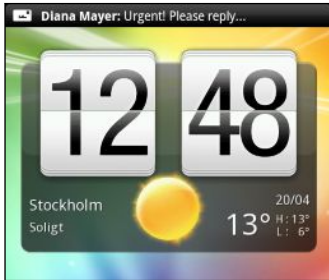 Diana Mayer: Urgent! Please reply...
12 48
Stockholm
Soligt
20/04
13° H: 13°
L: 6°